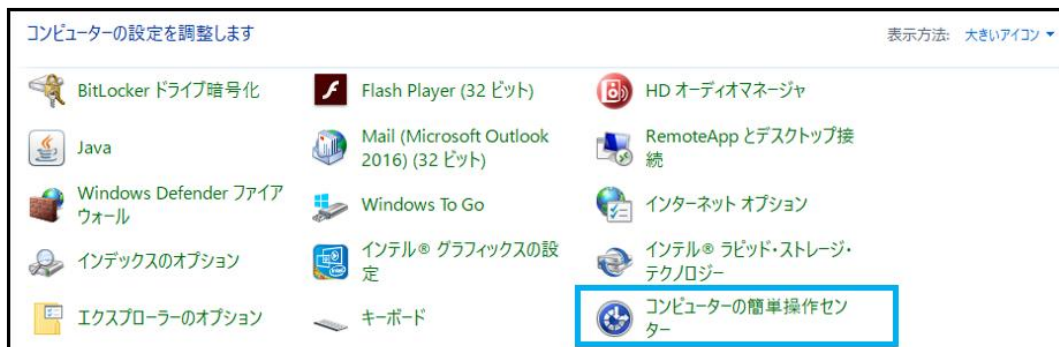 コンピューターの設定を調整します
表示方法: 大きいアイコン
BitLocker ドライブ暗号化
Flash Player (32 ビット)
HD オーディオマネージャ
Java
Mail (Microsoft Outlook
2016) (32 ビット)
RemoteApp とデスクトップ接
続
Windows Defender ファイア
ウォール
Windows To Go
インターネット オプション
インデックスのオプション
インテル® グラフィックスの設
定
インテル® ラピッド・ストレージ・
テクノロジー
エクスプローラーのオプション
キーボード
コンピューターの簡単操作セン
ター